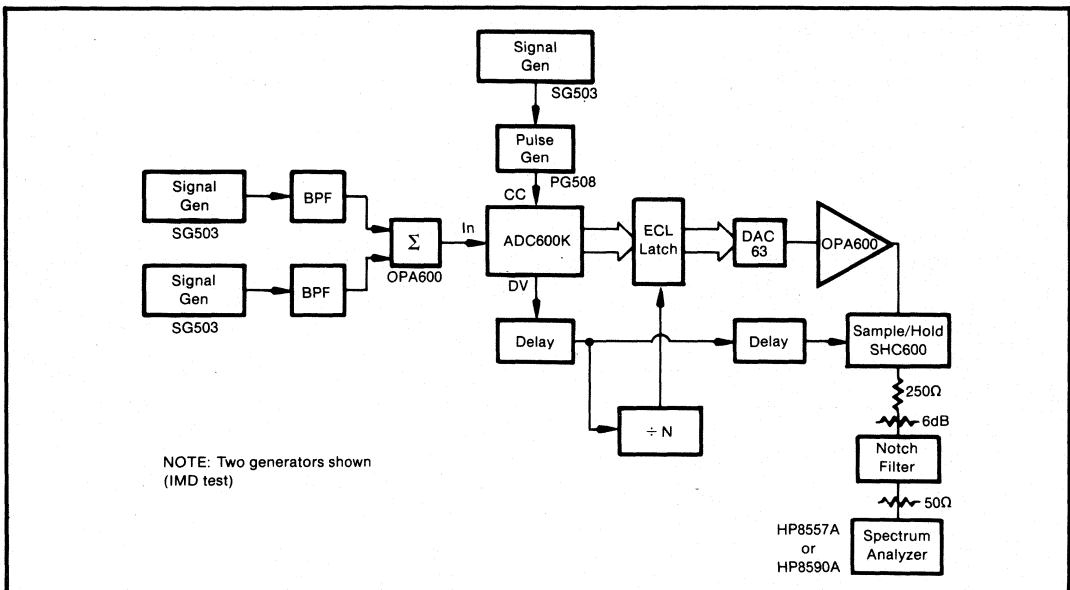 Signal
Gen
SG503
Pulse
Gen
PG508
CC
Signal
Gen
SG503
BPF
Signal
Gen
SG503
BPF
Σ
OPA600
In
ADC600K
DV
ECL
Latch
DAC
63
OPA600
Delay
Delay
Sample/Hold
SHC600
÷ N
250Ω
6dB
Notch
Filter
50Ω
HP8557A
or
HP8590A
Spectrum
Analyzer
NOTE: Two generators shown
(IMD test)